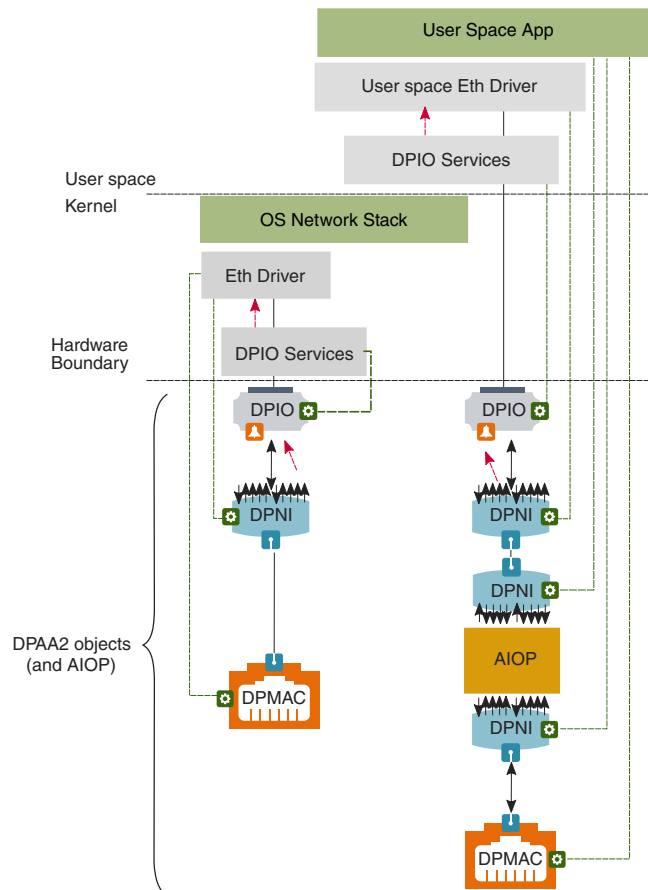 User Space App
User space Eth Driver
DPIO Services
User space
Kernel
OS Network Stack
Eth Driver
DPIO Services
Hardware
Boundary
DPIO
DPIO
DPNI
DPNI
DPNI
DPAA2 objects
(and AIOP)
AIOP
DPMAC
DPNI
DPMAC